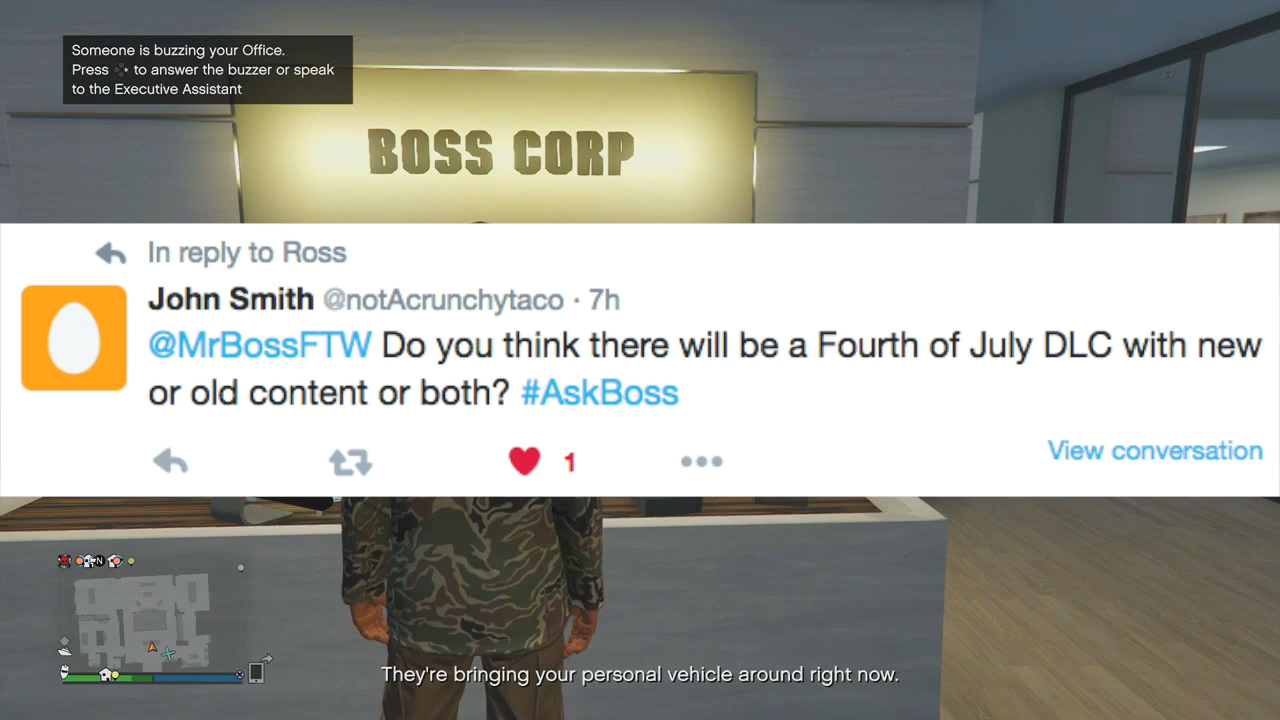 Someone is buzzing your Office.
Press to answer the buzzer or speak
to the Executive Assistant
BOSS CORP
In reply to Ross
John Smith @notAcrunchytaco · 7h
@MrBossFTW Do you think there will be a Fourth of July DLC with new
or old content or both? #AskBoss
1
View conversation
N
They're bringing your personal vehicle around right now.